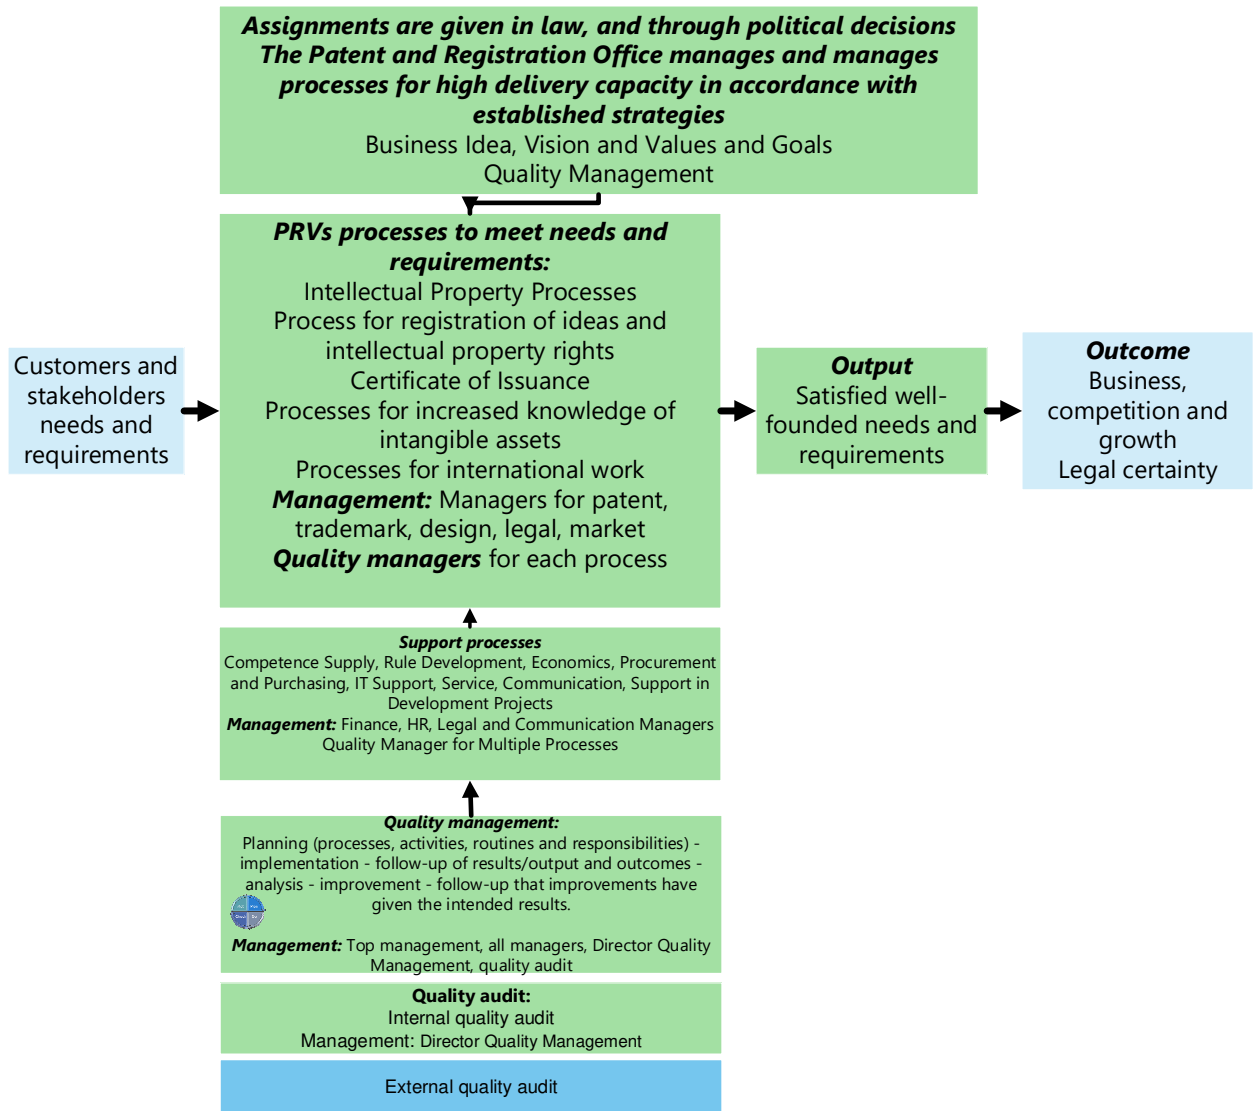 Assignments are given in law, and through political decisions
The Patent and Registration Office manages and manages
processes for high delivery capacity in accordance with
established strategies
Business Idea, Vision and Values and Goals
Quality Management
PRVs processes to meet needs and
requirements:
Intellectual Property Processes
Process for registration of ideas and
intellectual property rights
Certificate of Issuance
Processes for increased knowledge of
intangible assets
Processes for international work
Management: Managers for patent,
trademark, design, legal, market
Quality managers for each process
Customers and
stakeholders
needs and
requirements
Output
Satisfied well-
founded needs and
requirements
Outcome
Business,
competition and
growth
Legal certainty
Support processes
Competence Supply, Rule Development, Economics, Procurement
and Purchasing, IT Support, Service, Communication, Support in
Development Projects
Management: Finance, HR, Legal and Communication Managers
Quality Manager for Multiple Processes
Quality management:
Planning (processes, activities, routines and responsibilities) -
implementation - follow-up of results/output and outcomes -
analysis - improvement - follow-up that improvements have
given the intended results.
Management: Top management, all managers, Director Quality
Management, quality audit
Quality audit:
Internal quality audit
Management: Director Quality Management
External quality audit